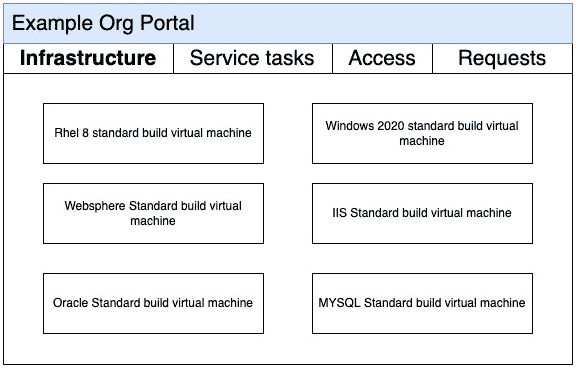 Example Org Portal
Infrastructure
Service tasks
Access
Requests
Rhel 8 standard build virtual machine
Windows 2020 standard build virtual
machine
Websphere Standard build virtual
machine
IIS Standard build virtual machine
Oracle Standard build virtual machine
MYSQL Standard build virtual machine